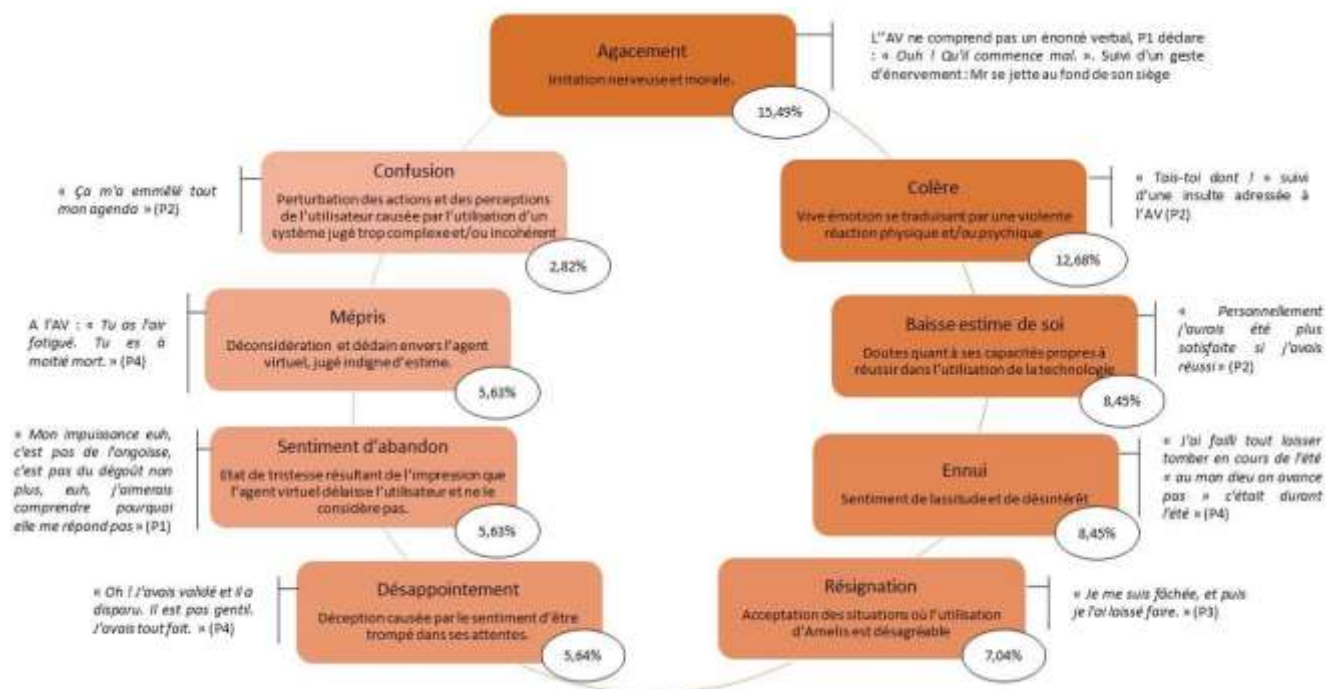 Agacement
Irritation nerveuse et morale.
15,49%
L''AV ne comprend pas un énoncé verbal, P1 déclare
: « Ouh ! Qu'il commence mal. ». Suivi d'un geste
d'énervement : Mr se jette au fond de son siège
Colère
Vive émotion se traduisant par une violente
réaction physique et/ou psychique
12,68%
« Tais-toi dont ! » suivi
d'une insulte adressée à
l'AV (P2)
Baisse estime de soi
Doutes quant à ses capacités propres à
réussir dans l'utilisation de la technologie
8,45%
« Personnellement
j'aurais été plus
satisfaite si j'avais
réussi » (P2)
Ennui
Sentiment de lassitude et de désintérêt
8,45%
« J'ai failli tout laisser
tomber en cours de l'été
« au mon dieu on avance
pas » c'était durant
l'été » (P4)
Résignation
Acceptation des situations où l'utilisation
d'Amelis est désagréable
7,04%
« Je me suis fâchée, et puis
je l'ai laissé faire. » (P3)
Désappointement
Déception causée par le sentiment d'être
trompé dans ses attentes.
5,64%
« Oh ! J'avais validé et il a
disparu. Il est pas gentil.
J'avais tout fait. » (P4)
Sentiment d'abandon
Etat de tristesse résultant de l'impression que
l'agent virtuel délaisse l'utilisateur et ne le
considère pas.
5,63%
« Mon impuissance euh,
c'est pas de l'angoisse,
c'est pas du dégoût non
plus, euh, j'aimerais
comprendre pourquoi
elle me répond pas » (P1)
Mépris
Déconsidération et dédain envers l'agent
virtuel, jugé indigne d'estime.
5,63%
A l'AV : « Tu as l'air
fatigué. Tu es à
moitié mort. » (P4)
Confusion
Perturbation des actions et des perceptions
de l'utilisateur causée par l'utilisation d'un
système jugé trop complexe et/ou incohérent
2,82%
« Ça m'a emmêlé tout
mon agenda » (P2)